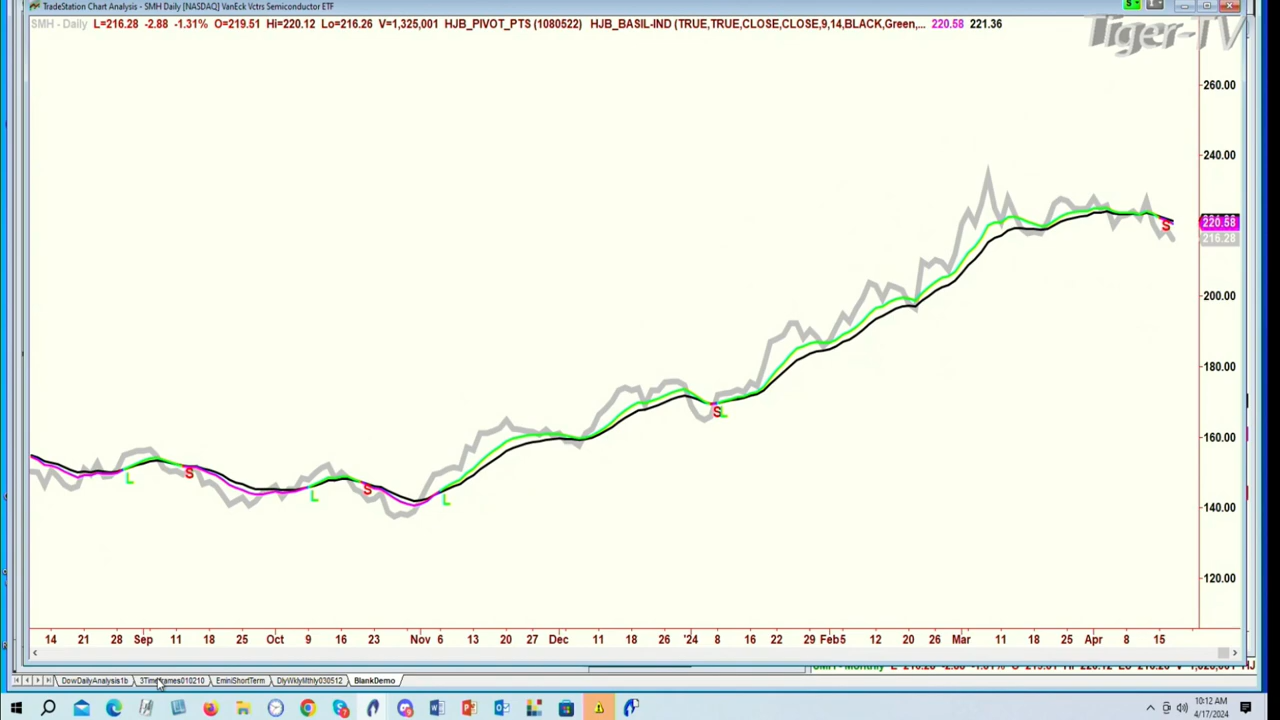 TradeStation Chart Analysis - SMH Daily [NASDAQ] VanEck Vctrs Semiconductor ETF
SMH - Daily L=216.28 -2.88 -1.31% O=219.51 Hi=220.12 Lo=216.26 V=1,325,001 HJB_PIVOT_PTS (1080522) HJB_BASIL-IND (TRUE,TRUE,CLOSE,CLOSE,9,14,BLACK,Green,... 220.58 221.36
Tiger-TV
260.00
240.00
220.58
216.28
200.00
180.00
160.00
140.00
120.00
L S L S L S L S
14 21 28 Sep 11 18 25 Oct 9 16 23 Nov 6 13 20 27 Dec 11 18 26 '24 8 16 22 29 Feb5 12 20 26 Mar 11 18 25 Apr 8 15
DowDailyAnalysis1b 3Timeframes010210 EminiShortTerm DlyWklyMthly030512 BlankDemo
10:12 AM
4/17/2024